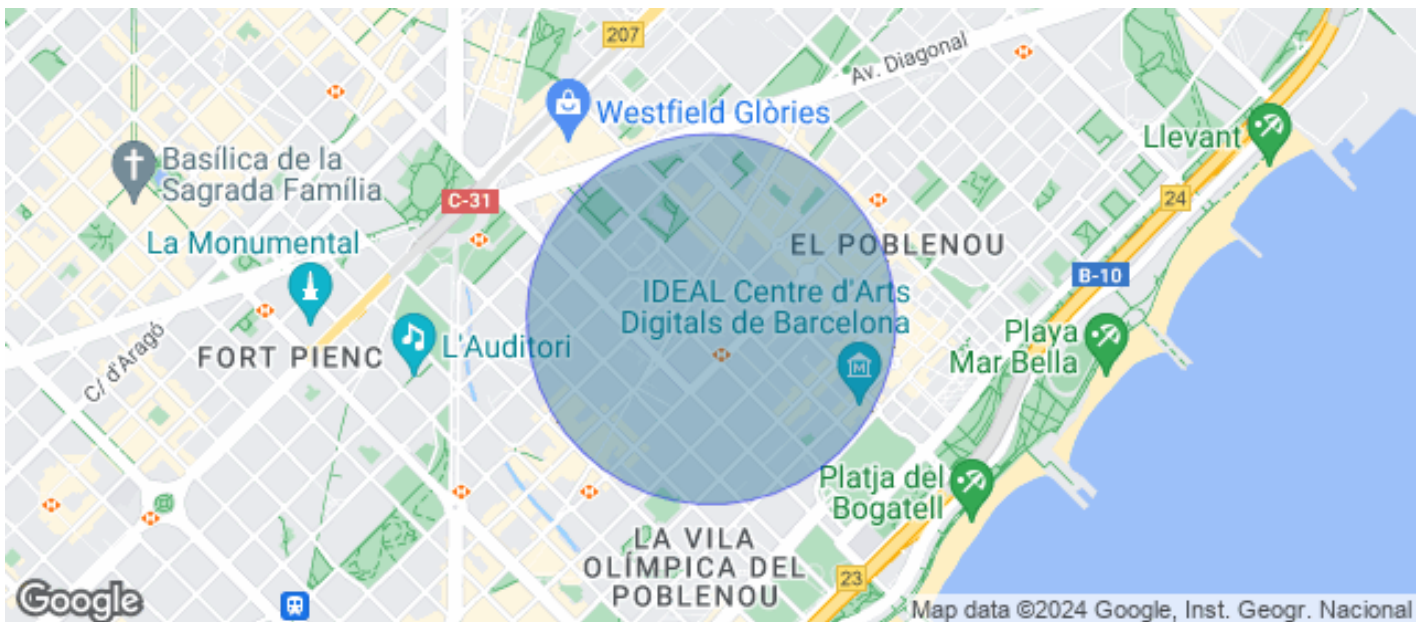 207
Av. Diagonal
Westfield Glòries
Llevant
Basílica de la
Sagrada Família
C-31
24
La Monumental
EL POBLENOU
B-10
IDEAL Centre d'Arts
Digitals de Barcelona
C/ d'Aragó
FORT PIENC
L'Auditori
Playa
Mar Bella
Platja del
Bogatell
LA VILA
OLÍMPICA DEL
POBLENOU
23
Google
Map data ©2024 Google, Inst. Geogr. Nacional